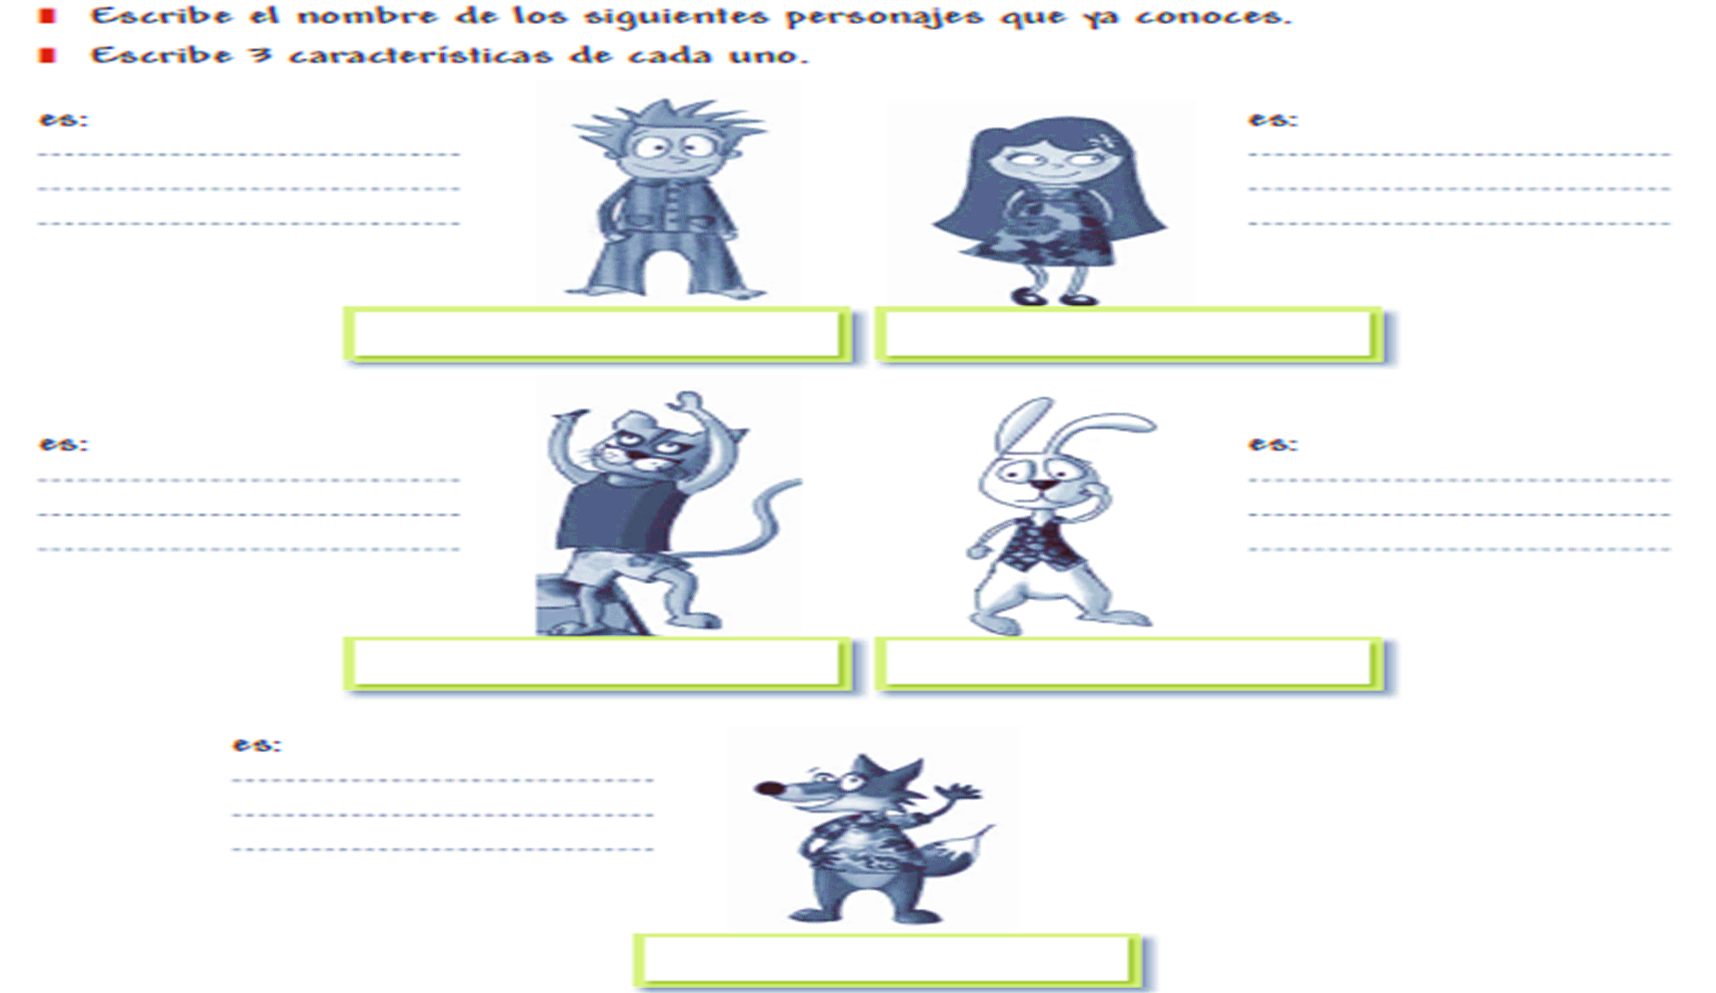 Escribe el nombre de los siguientes personajes que ya conoces.
Escribe 3 características de cada uno.
es:
es:
es:
es:
es: